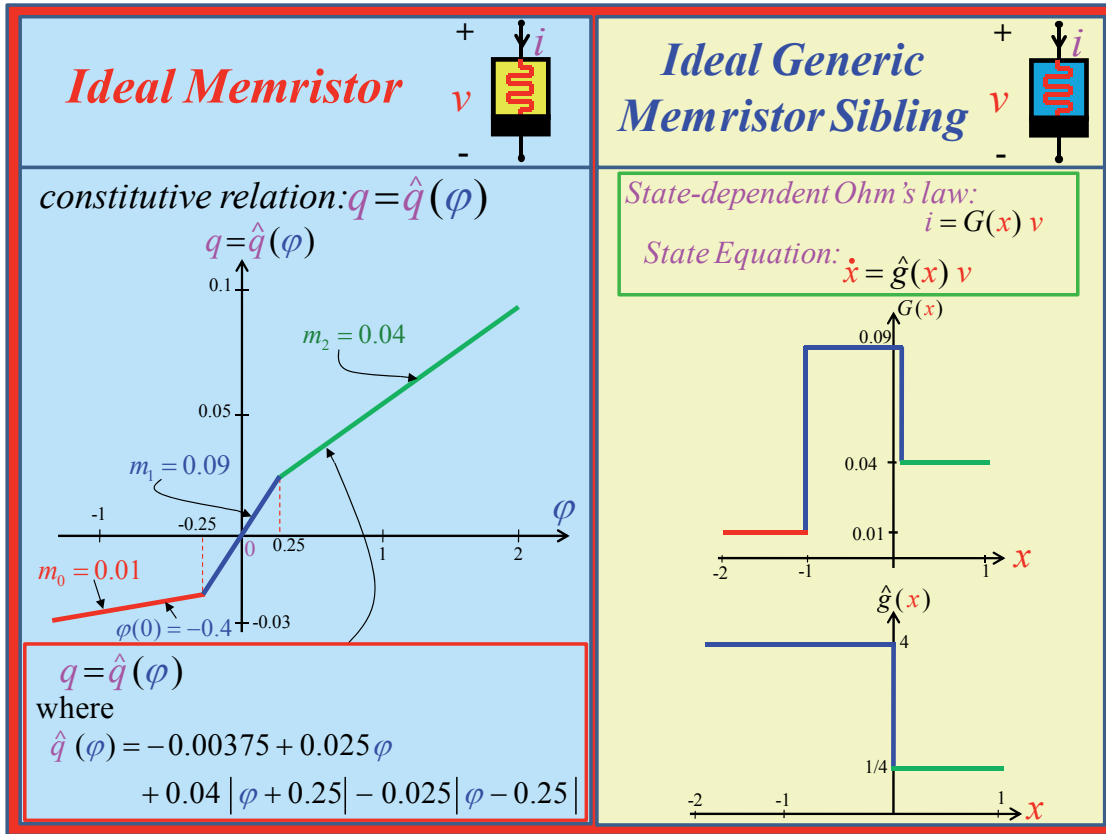 Ideal Memristor
+
i
v
-
constitutive relation: q = q̂(φ)
q = q̂(φ)
0.1
m₂ = 0.04
0.05
m₁ = 0.09
-1
-0.25
0
0.25
1
2
φ
m₀ = 0.01
φ(0) = −0.4
-0.03
q = q̂(φ)
where
q̂ (φ) = −0.00375 + 0.025φ
+ 0.04 |φ + 0.25| − 0.025|φ − 0.25|
Ideal Generic
Memristor Sibling
+
i
v
-
State-dependent Ohm's law:
i = G(x) v
State Equation:
ẋ = ĝ(x) v
G(x)
0.09
0.04
0.01
-2
-1
1
x
ĝ(x)
4
1/4
-2
-1
1
x